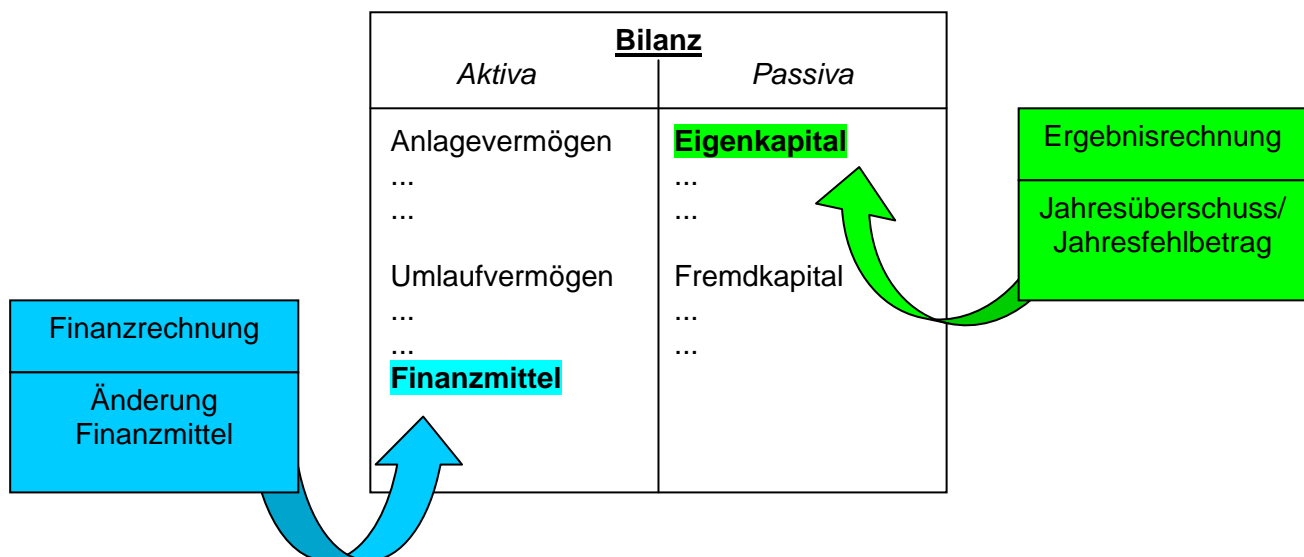 Bilanz
Aktiva Passiva
Anlagevermögen
...
...
Umlaufvermögen
...
...
Finanzmittel
Eigenkapital
...
...
Fremdkapital
...
...
Ergebnisrechnung
Jahresüberschuss/
Jahresfehlbetrag
Finanzrechnung
Änderung
Finanzmittel